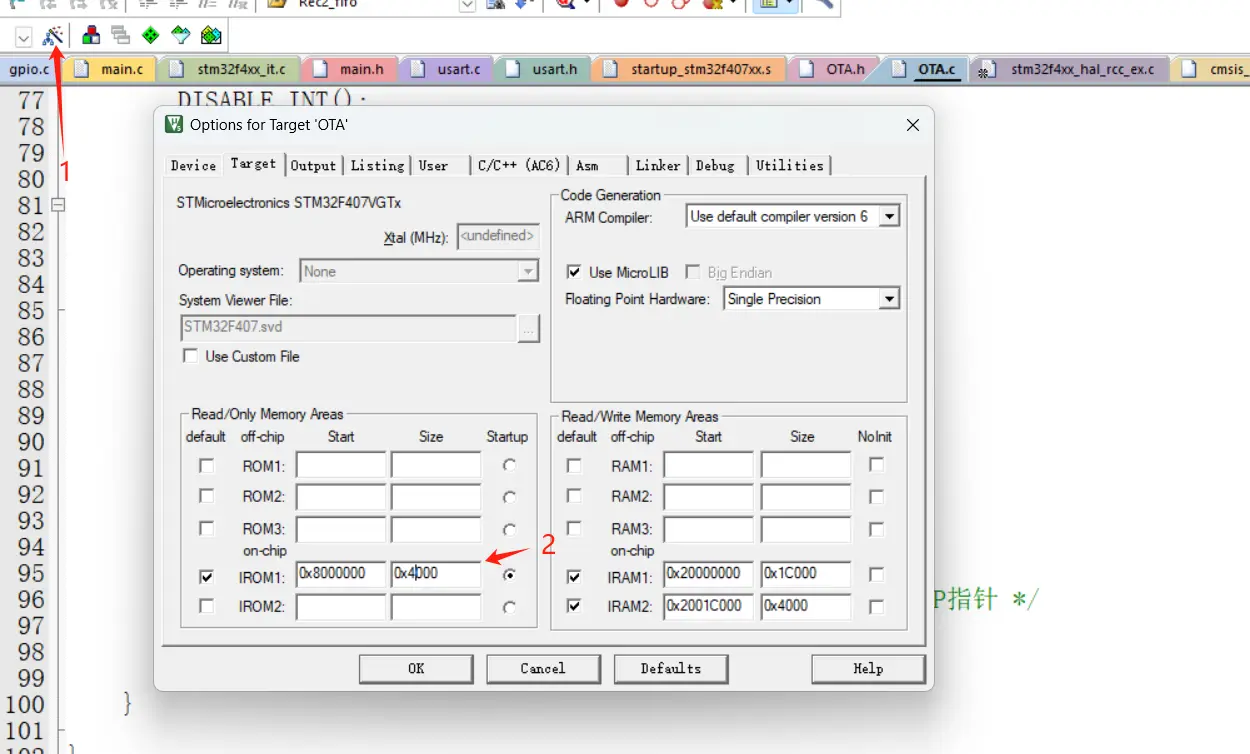 Rec2_fifo
gpio.c main.c stm32f4xx_it.c main.h usart.c usart.h startup_stm32f407xx.s OTA.h OTA.c stm32f4xx_hal_rcc_ex.c cmsis_
77 DISABLE_INT();
78
79
80
81
82
83
84
85
86
87
88
89
90
91
92
93
94
95
96 P指针 */
97
98
99
100 }
101
102 }
1
Options for Target 'OTA'
Device Target Output Listing User C/C++ (AC6) Asm Linker Debug Utilities
STMicroelectronics STM32F407VGTx
Xtal (MHz): <undefined>
Operating system: None
System Viewer File:
STM32F407.svd ...
Use Custom File
Code Generation
ARM Compiler: Use default compiler version 6
Use MicroLIB Big Endian
Floating Point Hardware: Single Precision
Read/Only Memory Areas
default off-chip Start Size Startup
ROM1:
ROM2:
ROM3:
on-chip
IROM1: 0x8000000 0x4000
IROM2:
2
Read/Write Memory Areas
default off-chip Start Size NoInit
RAM1:
RAM2:
RAM3:
on-chip
IRAM1: 0x20000000 0x1C000
IRAM2: 0x2001C000 0x4000
OK Cancel Defaults Help